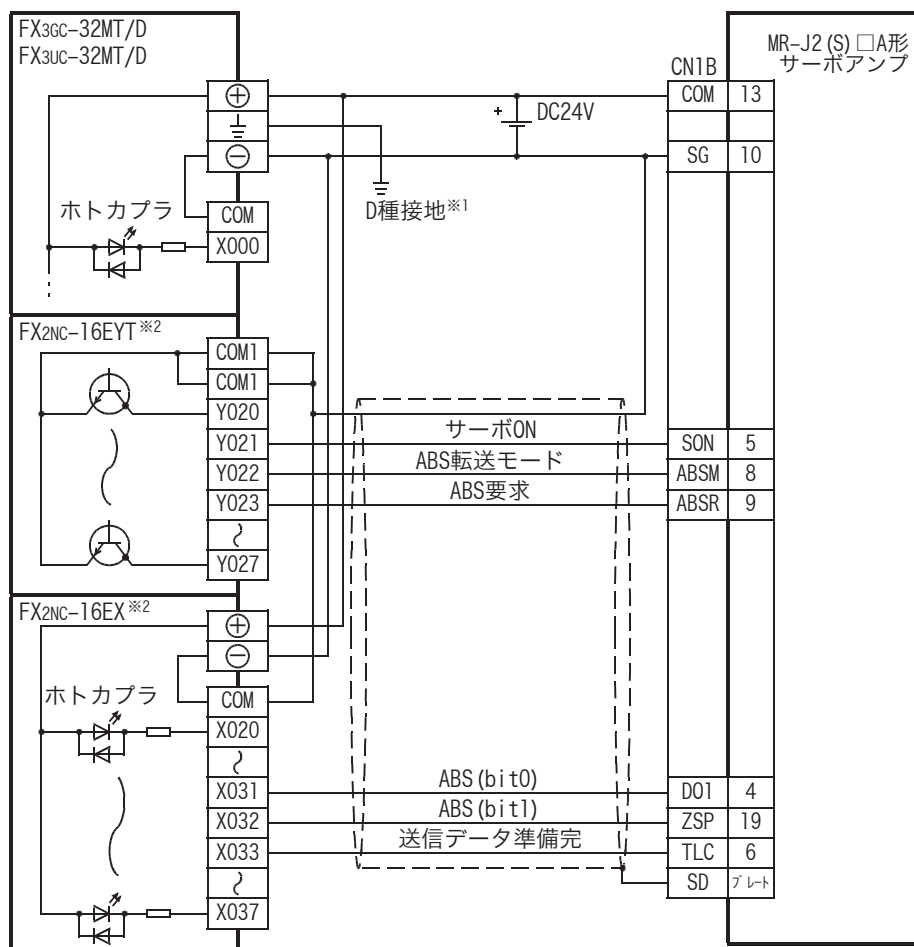 FX3GC-32MT/D
FX3UC-32MT/D
MR-J2(S)□A形
サーボアンプ
CN1B
COM 13
DC24V
SG 10
D種接地※1
COM
ホトカプラ
X000
FX2NC-16EYT※2
COM1
COM1
Y020
Y021 サーボON SON 5
Y022 ABS転送モード ABSM 8
Y023 ABS要求 ABSR 9
Y027
FX2NC-16EX※2
COM
ホトカプラ
X020
X031 ABS(bit0) D01 4
X032 ABS(bit1) ZSP 19
X033 送信データ準備完 TLC 6
SD プレート
X037